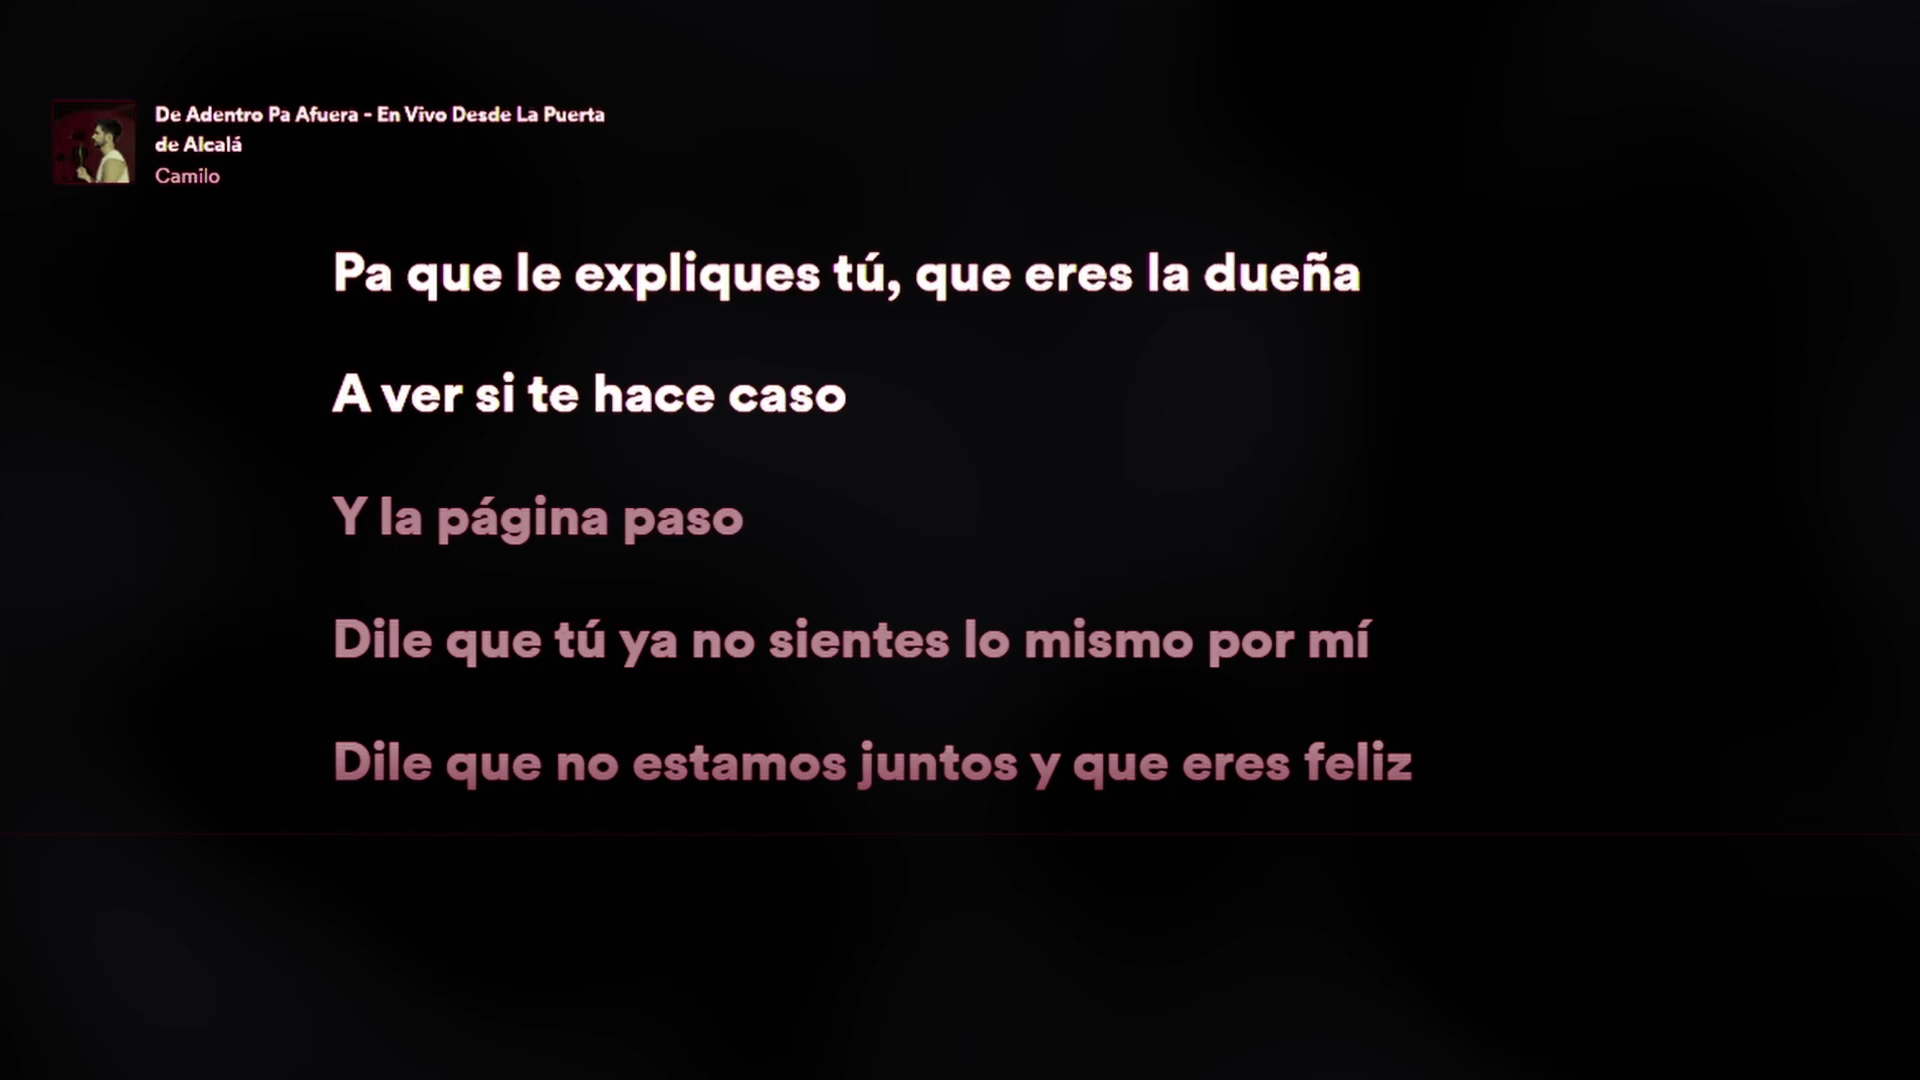 De Adentro Pa Afuera - En Vivo Desde La Puerta
de Alcalá
Camilo
Pa que le expliques tú, que eres la dueña
A ver si te hace caso
Y la página paso
Dile que tú ya no sientes lo mismo por mí
Dile que no estamos juntos y que eres feliz